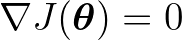 ∇J(𝜽) = 0